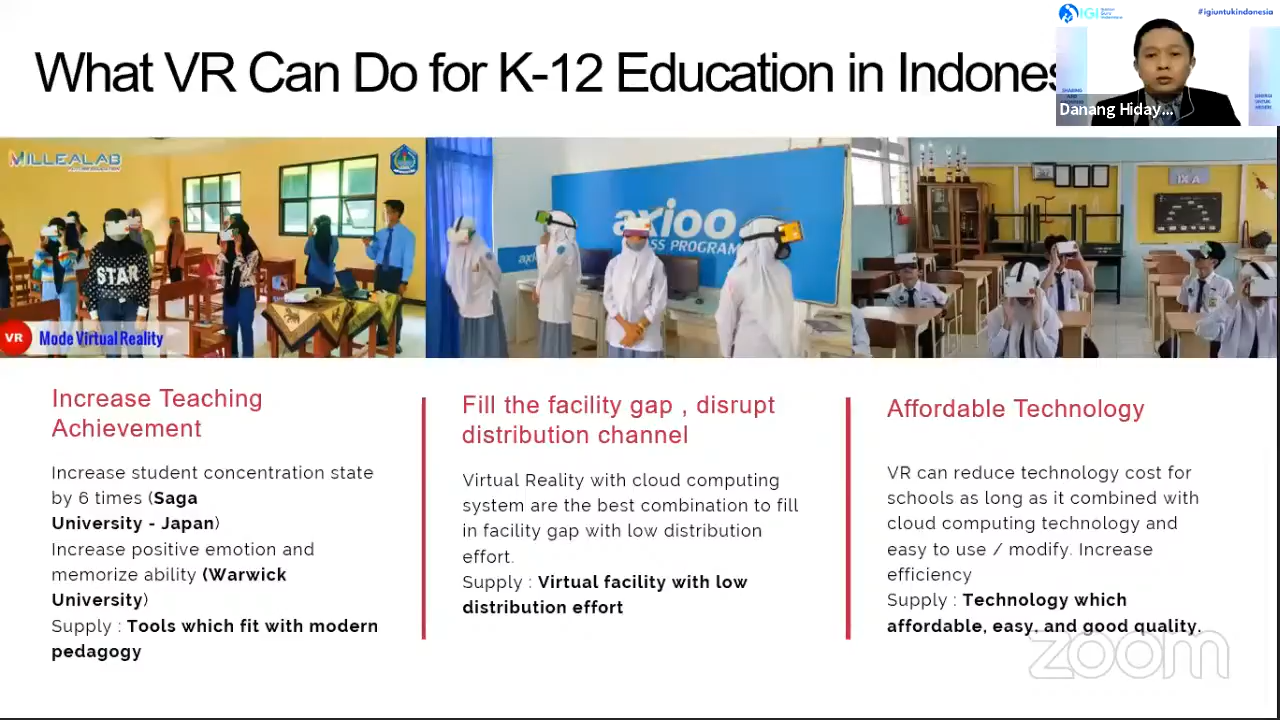 IGI
#igiuntukindonesia
What VR Can Do for K-12 Education in Indones
Danang Hiday...
MILLEALAB
axioo
CLASS PROGRAM
IX A
STAR
VR Mode Virtual Reality
Increase Teaching
Achievement
Increase student concentration state
by 6 times (Saga
University - Japan)
Increase positive emotion and
memorize ability (Warwick
University)
Supply : Tools which fit with modern
pedagogy
Fill the facility gap , disrupt
distribution channel
Virtual Reality with cloud computing
system are the best combination to fill
in facility gap with low distribution
effort.
Supply : Virtual facility with low
distribution effort
Affordable Technology
VR can reduce technology cost for
schools as long as it combined with
cloud computing technology and
easy to use / modify. Increase
efficiency
Supply : Technology which
affordable, easy, and good quality.
zoom